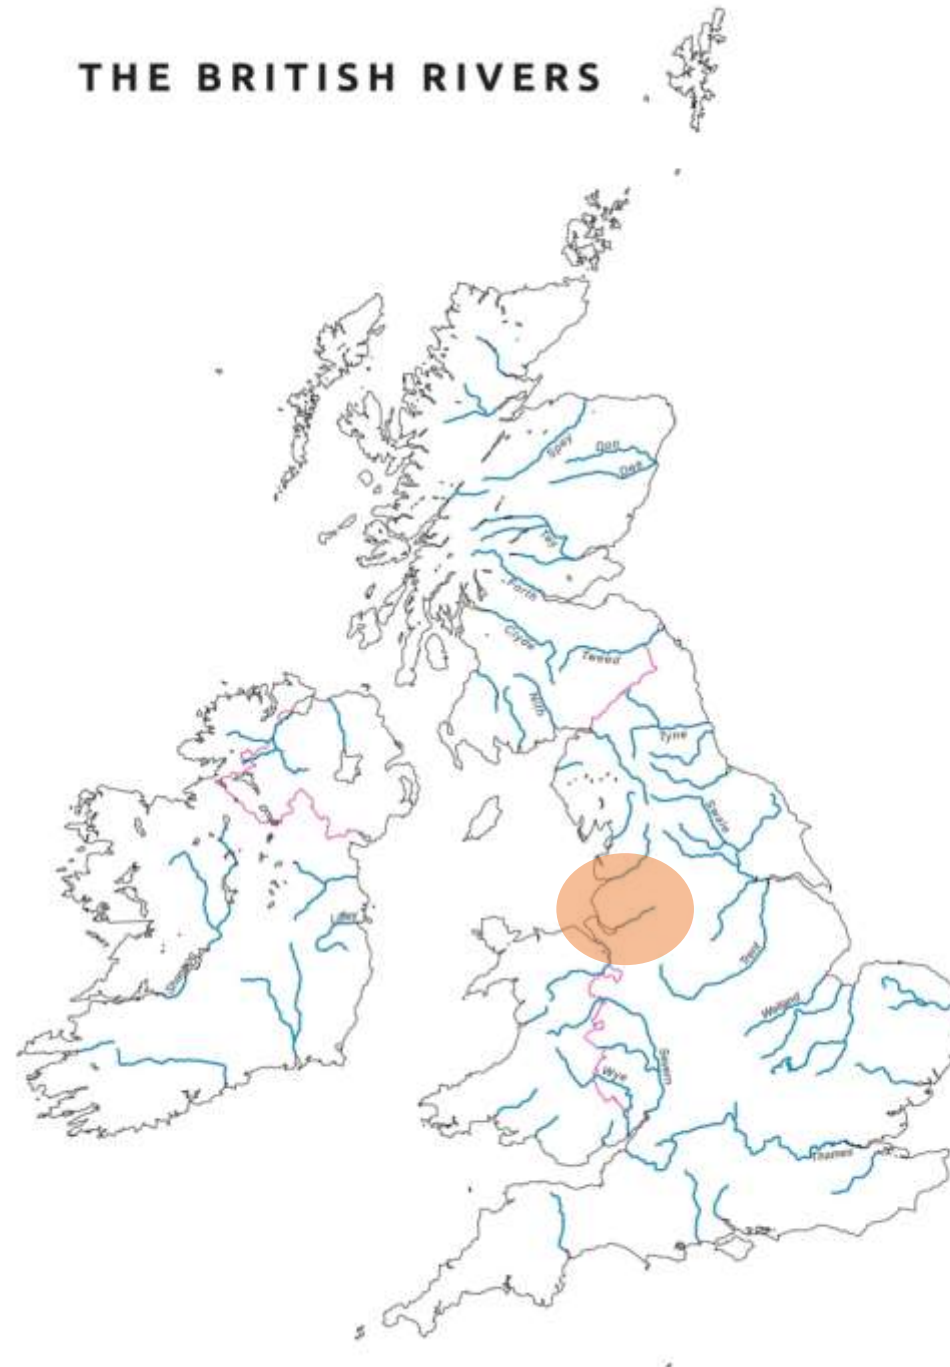 THE BRITISH RIVERS
Spey
Don
Dee
Tay
Forth
Clyde
Tweed
Nith
Tyne
Swale
Liffey
Shannon
Trent
Welland
Severn
Wye
Thames